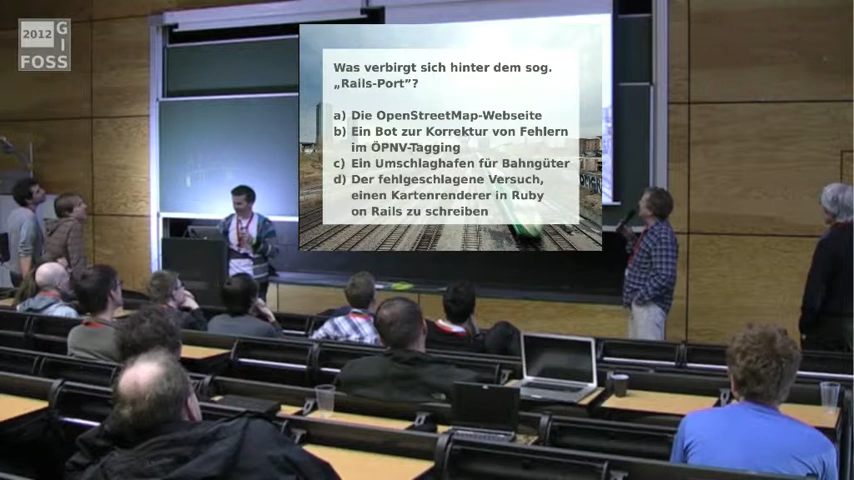 2012
G
I
FOSS
Was verbirgt sich hinter dem sog.
„Rails-Port”?
a) Die OpenStreetMap-Webseite
b) Ein Bot zur Korrektur von Fehlern
im ÖPNV-Tagging
c) Ein Umschlaghafen für Bahngüter
d) Der fehlgeschlagene Versuch,
einen Kartenrenderer in Ruby
on Rails zu schreiben